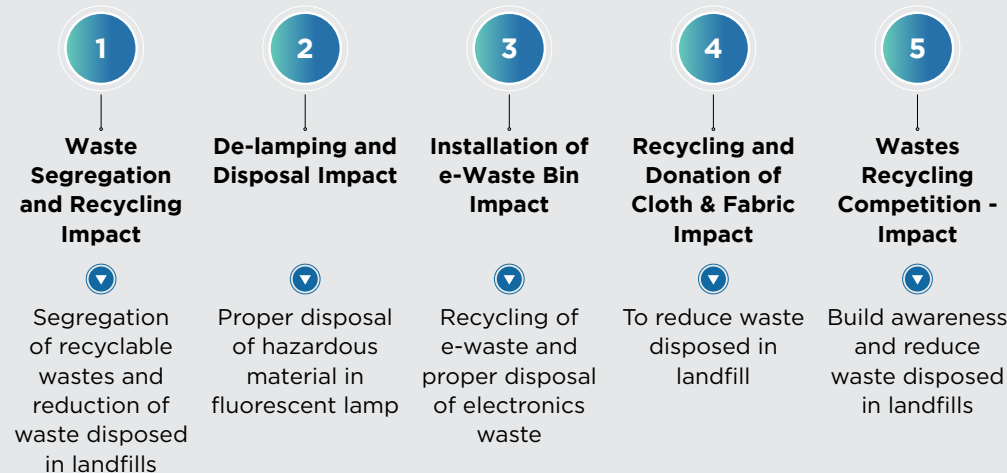 1
Waste
Segregation
and Recycling
Impact
Segregation
of recyclable
wastes and
reduction of
waste disposed
in landfills
2
De-lamping and
Disposal Impact
Proper disposal
of hazardous
material in
fluorescent lamp
3
Installation of
e-Waste Bin
Impact
Recycling of
e-waste and
proper disposal
of electronics
waste
4
Recycling and
Donation of
Cloth & Fabric
Impact
To reduce waste
disposed in
landfill
5
Wastes
Recycling
Competition -
Impact
Build awareness
and reduce
waste disposed
in landfills